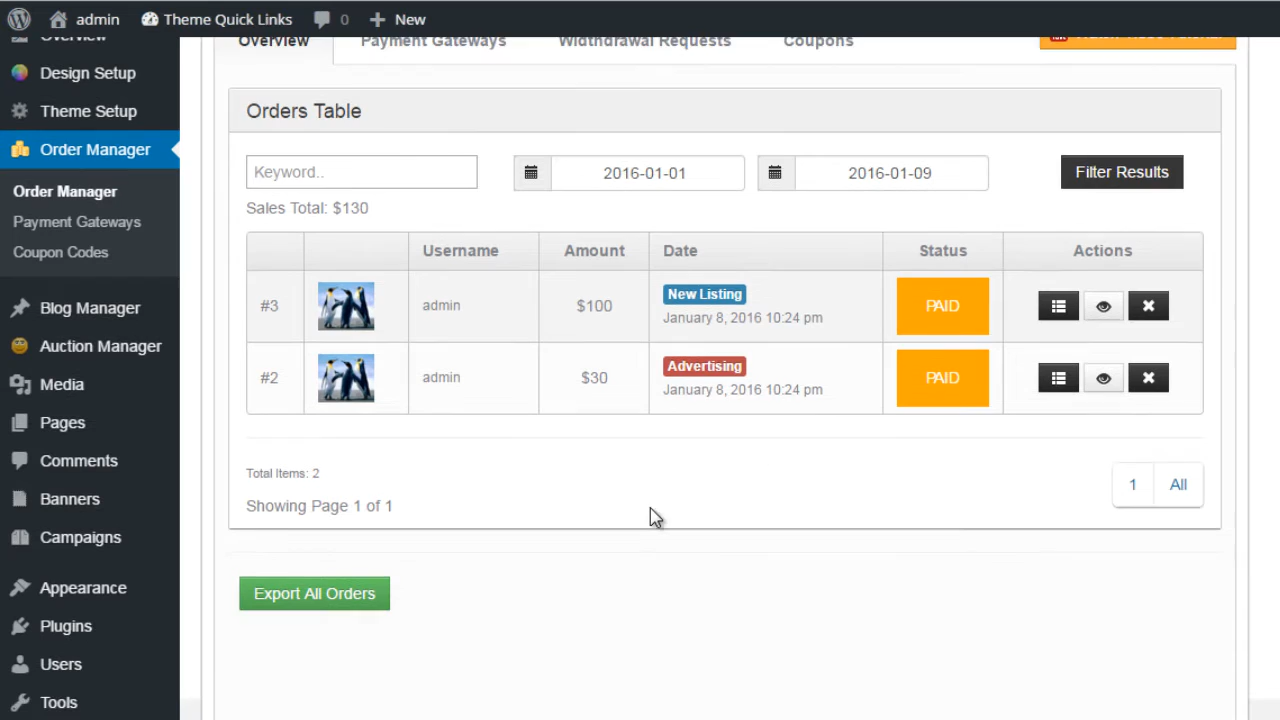 admin
Theme Quick Links
0
New
Overview
Design Setup
Theme Setup
Order Manager
Order Manager
Payment Gateways
Coupon Codes
Blog Manager
Auction Manager
Media
Pages
Comments
Banners
Campaigns
Appearance
Plugins
Users
Tools
Overview
Payment Gateways
Widthdrawal Requests
Coupons
Orders Table
Keyword..
2016-01-01
2016-01-09
Filter Results
Sales Total: $130
Username Amount Date Status Actions
#3 admin $100 New Listing PAID
January 8, 2016 10:24 pm
#2 admin $30 Advertising PAID
January 8, 2016 10:24 pm
Total Items: 2
Showing Page 1 of 1
1 All
Export All Orders